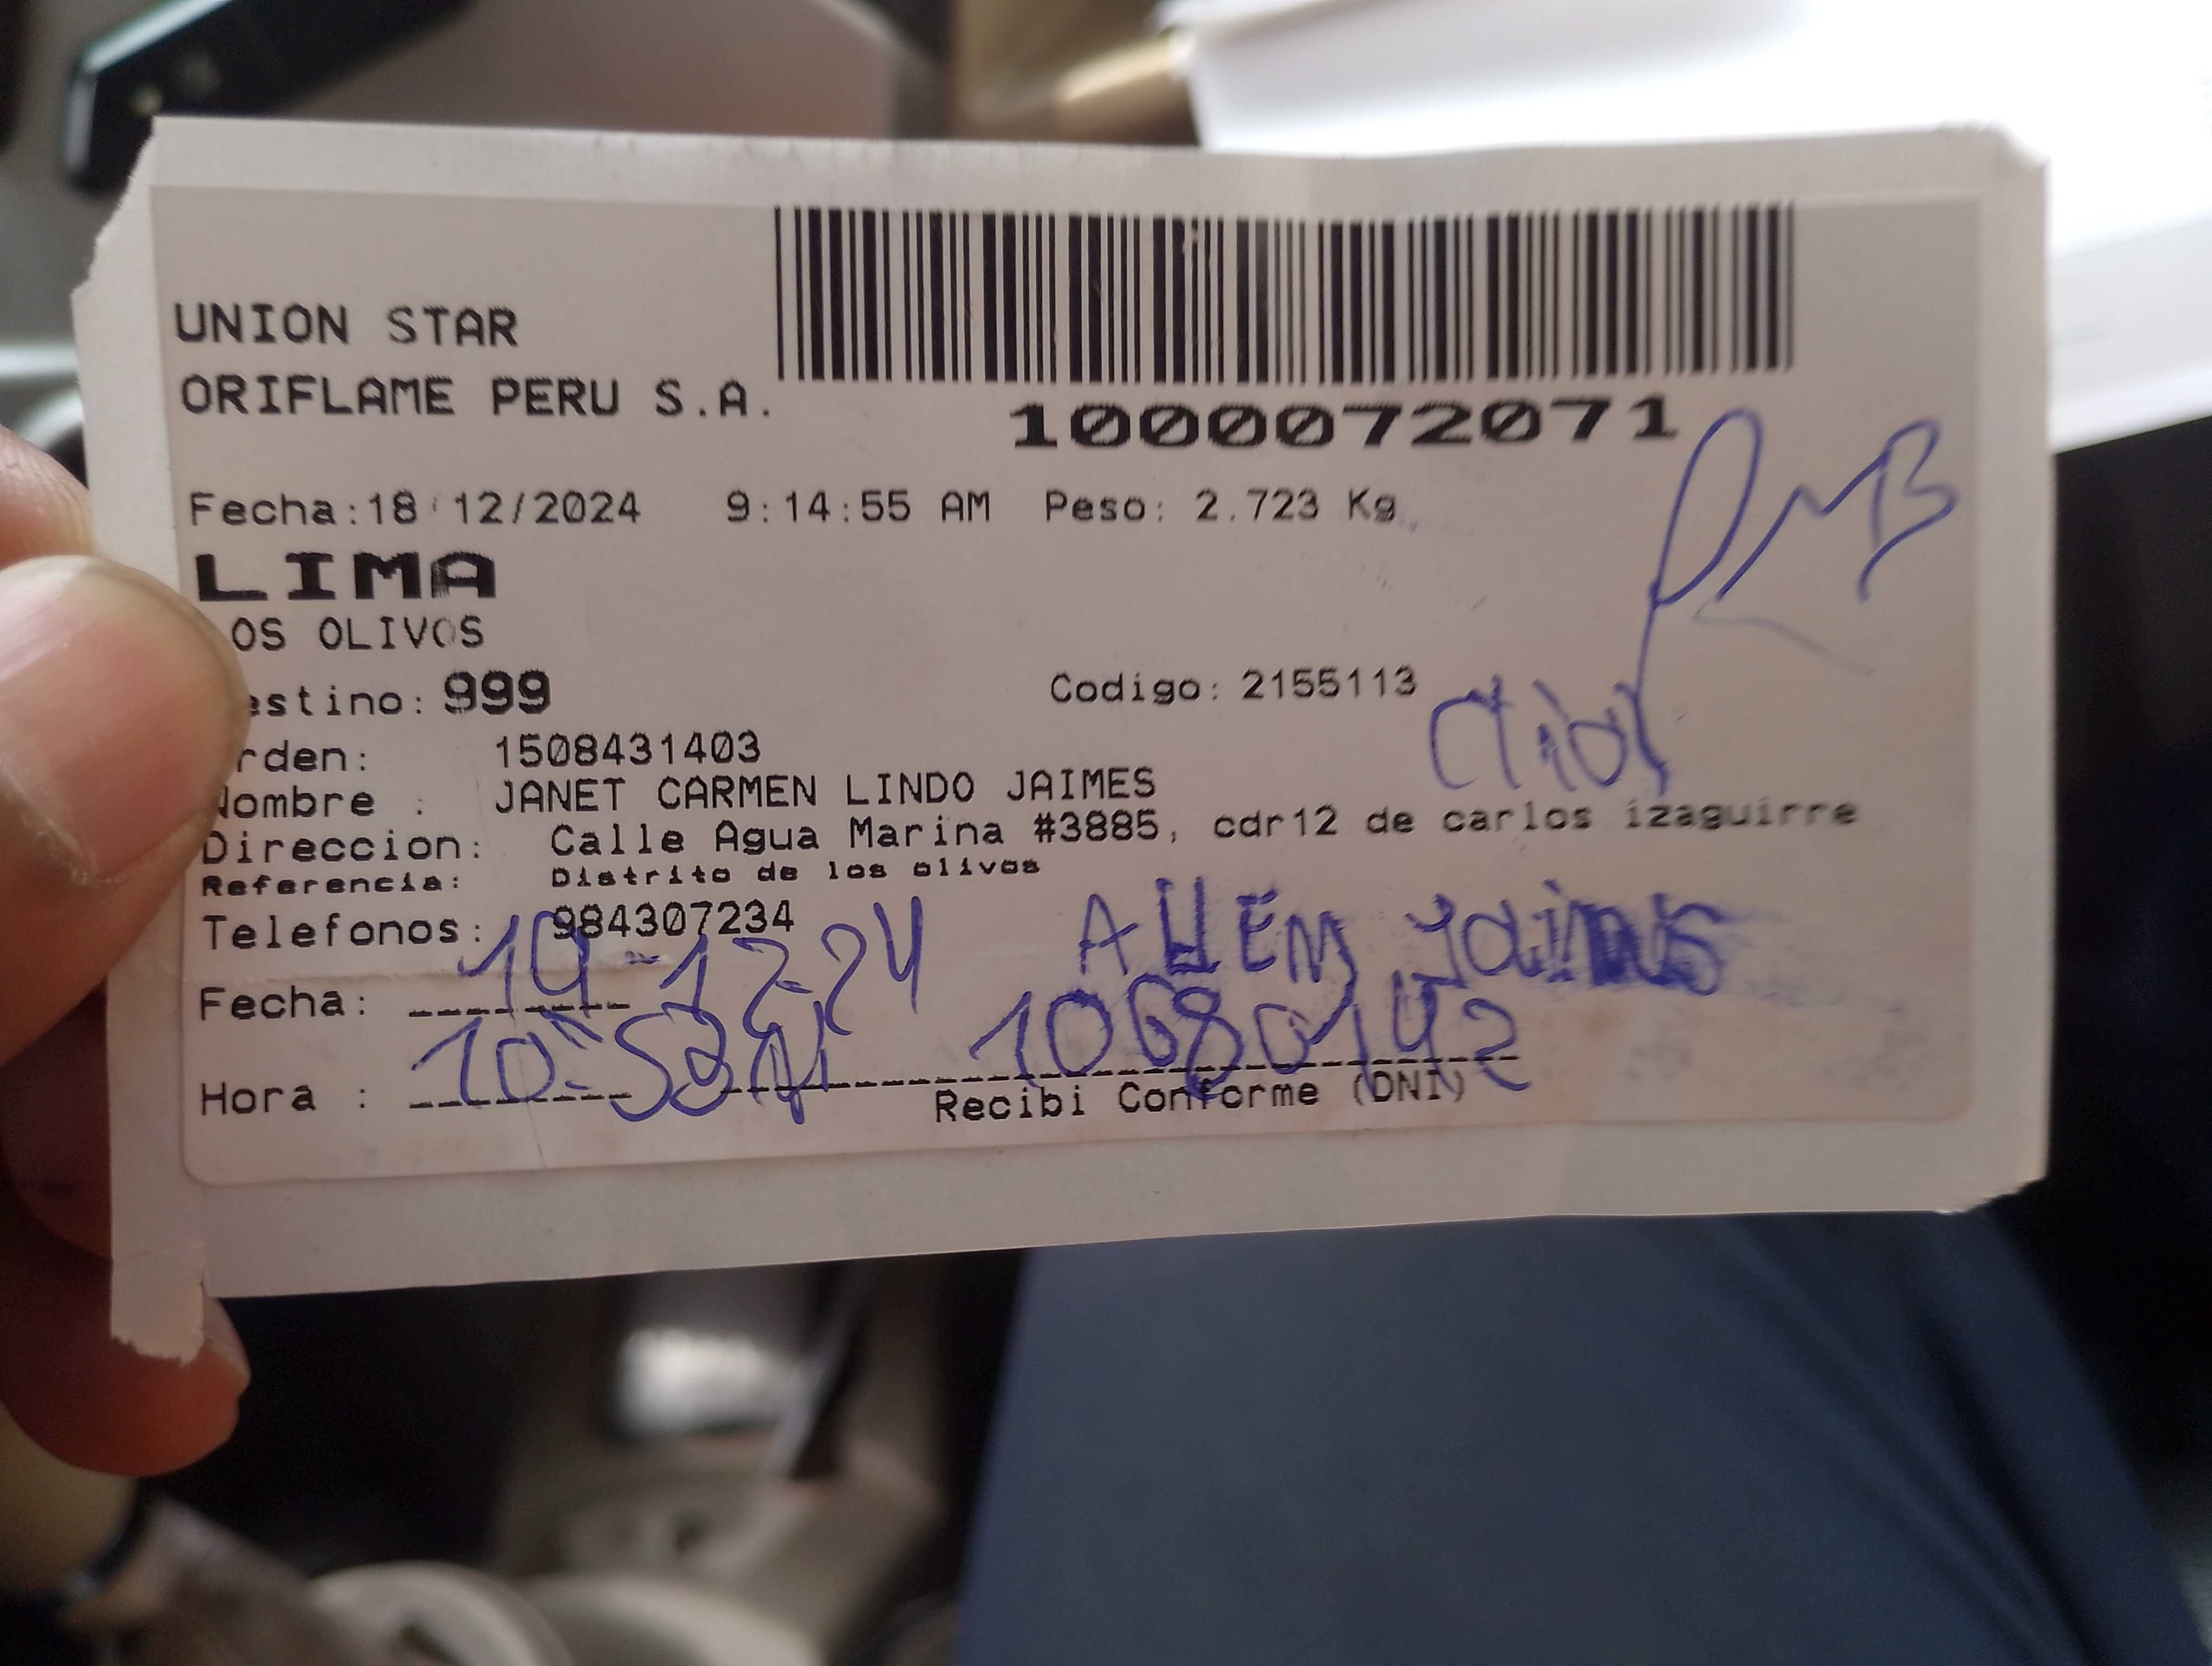 UNION STAR
ORIFLAME PERU S.A.
1000072071
Fecha:18/12/2024 9:14:55 AM Peso: 2.723 Kg
LIMA
OS OLIVOS
estino: 999 Codigo: 2155113
rden: 1508431403
Nombre : JANET CARMEN LINDO JAIMES
Direccion: Calle Agua Marina #3885, cdr12 de carlos izaguirre
Referencia: Distrito de los olivos
Telefonos: 984307234
Fecha: 19-12-24
Hora : 10:
10680142
Recibi Conforme (DNI)